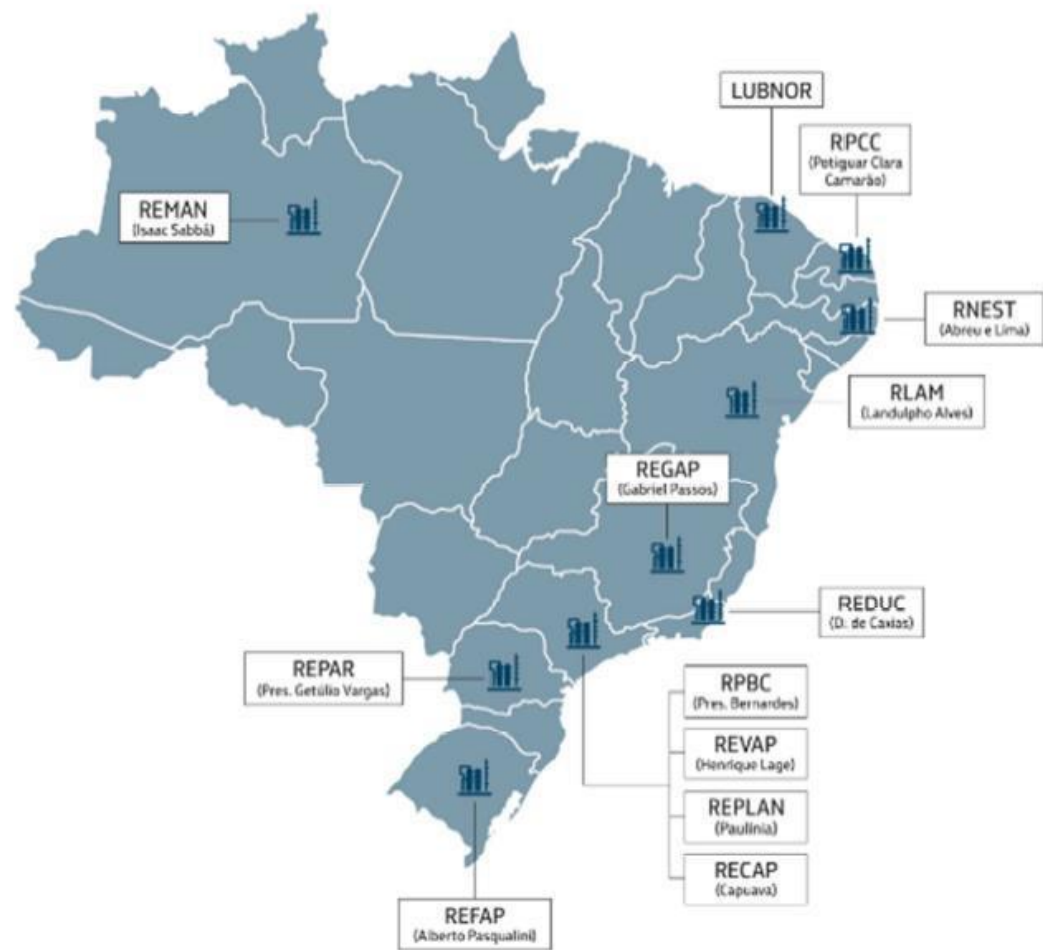 LUBNOR
RPCC
(Potiguar Clara
Camarão)
REMAN
(Isaac Sabbá)
RNEST
(Abreu e Lima)
RLAM
(Landulpho Alves)
REGAP
(Gabriel Passos)
REDUC
(D. de Caxias)
REPAR
(Pres. Getúlio Vargas)
RPBC
(Pres. Bernardes)
REVAP
(Henrique Lage)
REPLAN
(Paulínia)
RECAP
(Capuava)
REFAP
(Alberto Pasqualini)